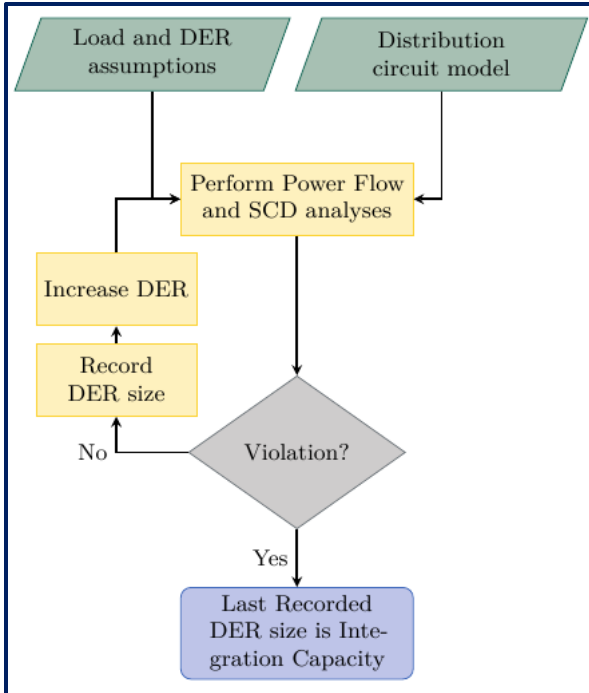 Load and DER
assumptions
Distribution
circuit model
Perform Power Flow
and SCD analyses
Increase DER
Record
DER size
No
Violation?
Yes
Last Recorded
DER size is Inte-
gration Capacity